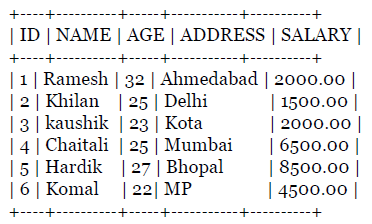 +----+----------+-----+-----------+----------+
| ID | NAME | AGE | ADDRESS | SALARY |
+----+----------+-----+-----------+----------+
| 1 | Ramesh | 32 | Ahmedabad | 2000.00 |
| 2 | Khilan | 25 | Delhi | 1500.00 |
| 3 | kaushik | 23 | Kota | 2000.00 |
| 4 | Chaitali | 25 | Mumbai | 6500.00 |
| 5 | Hardik | 27 | Bhopal | 8500.00 |
| 6 | Komal | 22| MP | 4500.00 |
+----+----------+-----+-----------+----------+